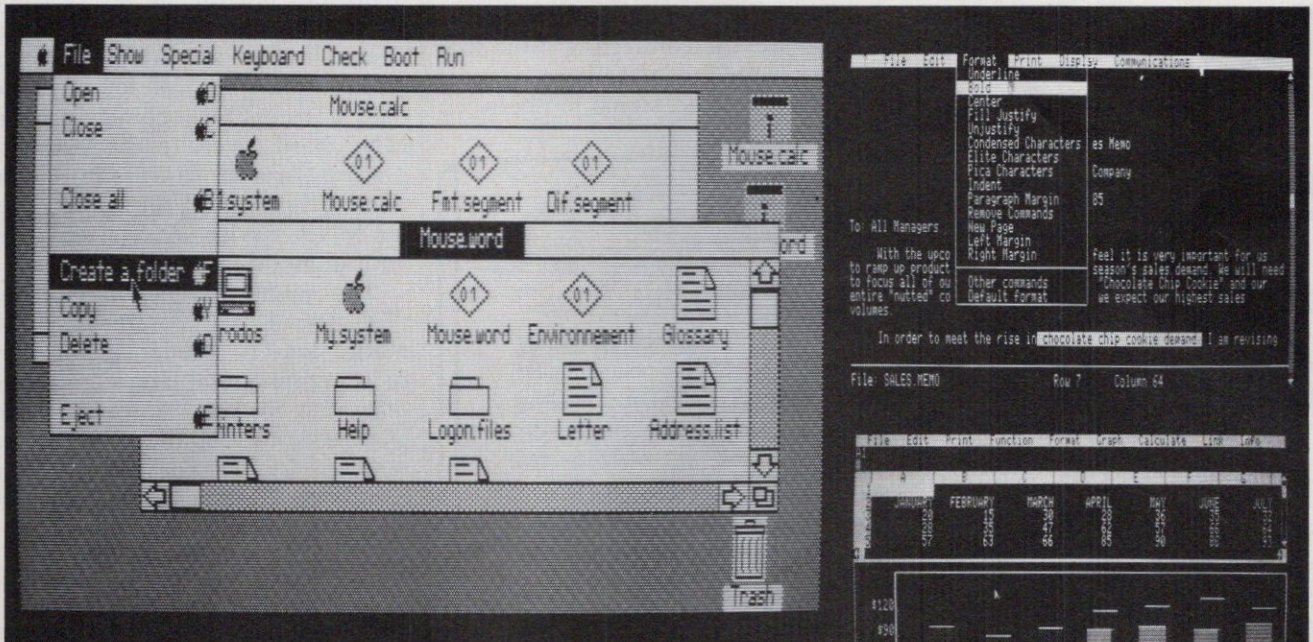 File Show Special Keyboard Check Boot Run
Open O
Close C
Close all B
Create a folder F
Copy Y
Delete D
Eject E
Mouse.calc
.system Mouse.calc Fmt.segment Dif.segment
Mouse.word
rodos My.system Mouse.word Environnement Glossary
rinters Help Logon.files Letter Address.list
Mouse.calc
ord
Trash
File Edit Format Print Display Communications
Underline
Bold
Center
Fill Justify
Unjustify
Condensed Characters
Elite Characters
Pica Characters
Indent
Paragraph Margin
Remove Commands
New Page
Left Margin
Right Margin
Other commands
Default format
es Memo
Company
85
To: All Managers
With the upco feel it is very important for us
to ramp up product season's sales demand. We will need
to focus all of ou "Chocolate Chip Cookie" and our
entire "nutted" co we expect our highest sales
volumes.
In order to meet the rise in chocolate chip cookie demand, I am revising
File: SALES.MEMO Row 7 Column 64
File Edit Print Function Format Graph Calculate Link Info
A1
A B C D E F G
JANUARY FEBRUARY MARCH APRIL MAY JUNE JULY
57 63 66 85 90
$120
$90